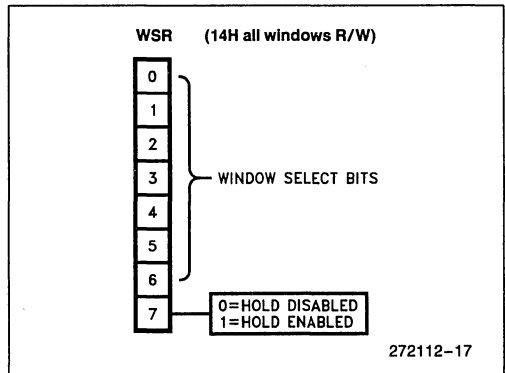 WSR (14H all windows R/W)
0
1
2
3 WINDOW SELECT BITS
4
5
6
7 0=HOLD DISABLED
1=HOLD ENABLED
272112-17